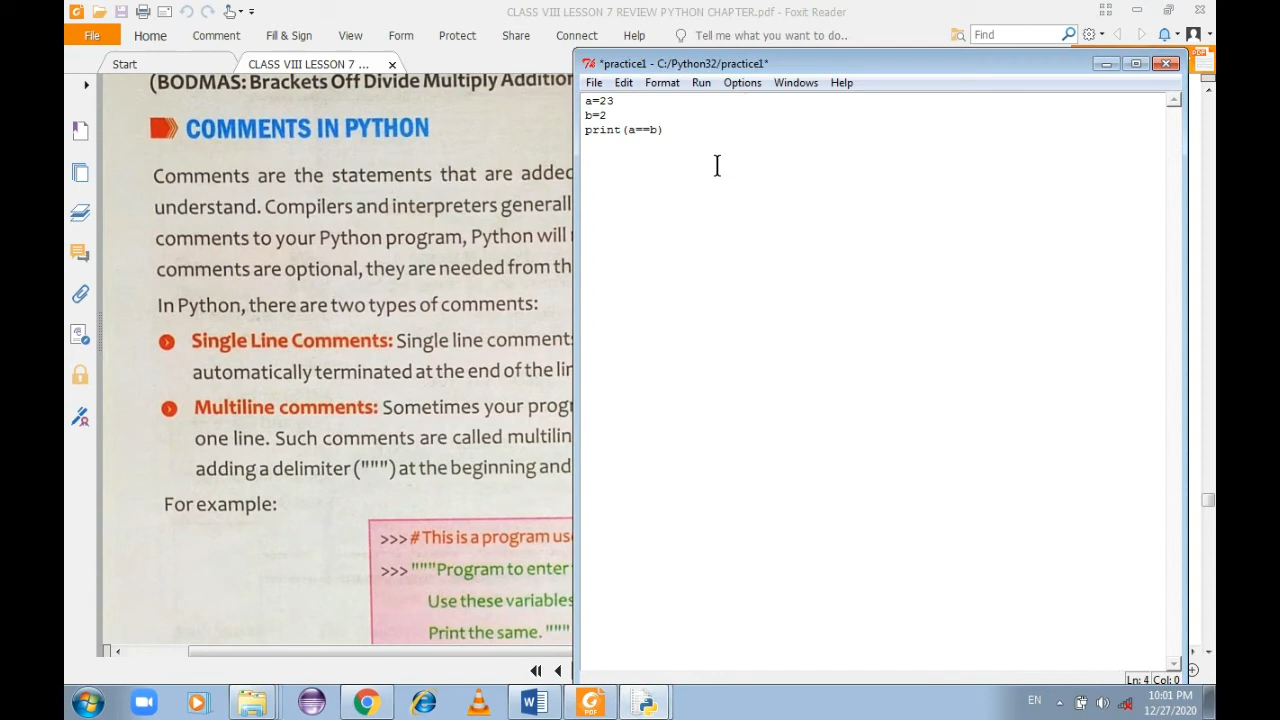 CLASS VIII LESSON 7 REVIEW PYTHON CHAPTER.pdf - Foxit Reader
File Home Comment Fill & Sign View Form Protect Share Connect Help Tell me what you want to do.. Find
Start CLASS VIII LESSON 7 ...
(BODMAS: Brackets Off Divide Multiply Addition
COMMENTS IN PYTHON
Comments are the statements that are added
understand. Compilers and interpreters generall
comments to your Python program, Python will
comments are optional, they are needed from th
In Python, there are two types of comments:
Single Line Comments: Single line comments
automatically terminated at the end of the lin
Multiline comments: Sometimes your progr
one line. Such comments are called multilin
adding a delimiter (""") at the beginning and
For example:
>>> # This is a program use
>>> """Program to enter
Use these variables
Print the same. """
*practice1 - C:/Python32/practice1*
File Edit Format Run Options Windows Help
a=23
b=2
print(a==b)
Ln: 4 Col: 0
EN
10:01 PM
12/27/2020